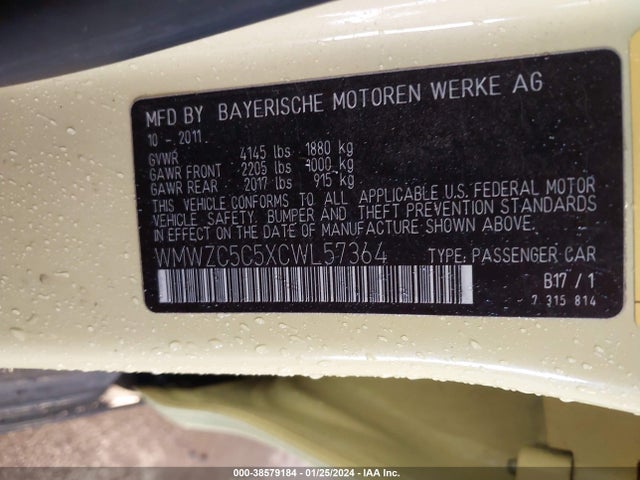 MFD BY BAYERISCHE MOTOREN WERKE AG
10 - 2011
GVWR 4145 lbs 1880 kg
GAWR FRONT 2205 lbs 1000 kg
GAWR REAR 2017 lbs 915 kg
THIS VEHICLE CONFORMS TO ALL APPLICABLE U.S. FEDERAL MOTOR
VEHICLE SAFETY, BUMPER AND THEFT PREVENTION STANDARDS
IN EFFECT ON THE DATE OF MANUFACTURE SHOWN ABOVE.
WMWZC5C5XCWL57364 TYPE: PASSENGER CAR
B17 / 1
7 315 814
000-38579184 | 01/25/2024 | IAA Inc.